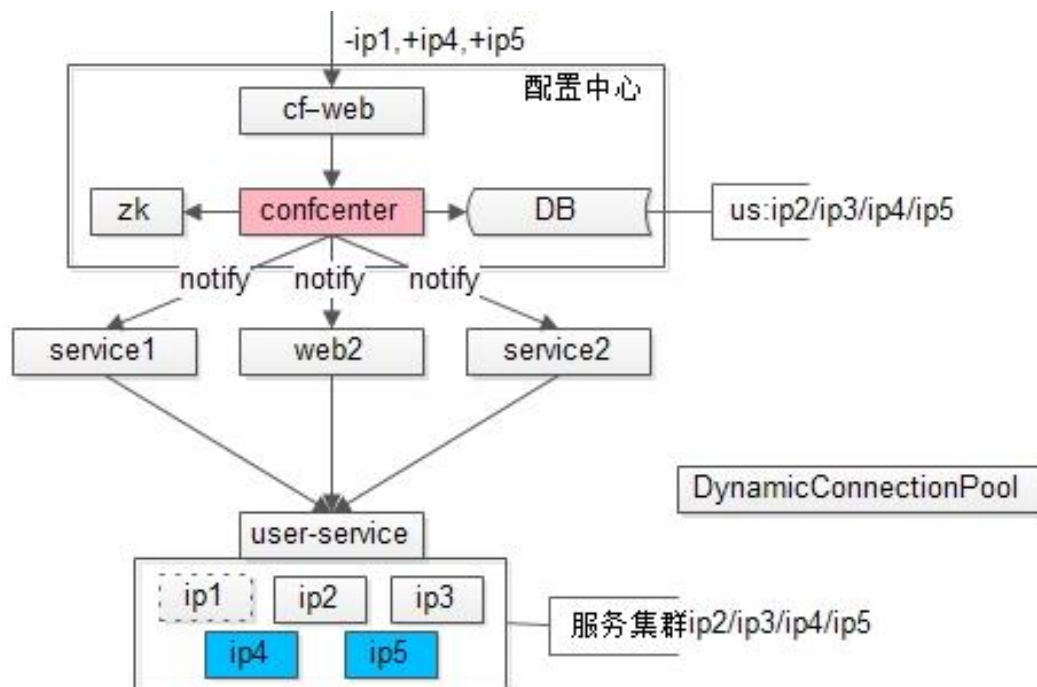 -ip1,+ip4,+ip5
配置中心
cf-web
zk
confcenter
DB
us:ip2/ip3/ip4/ip5
notify
notify
notify
service1
web2
service2
DynamicConnectionPool
user-service
ip1
ip2
ip3
服务集群ip2/ip3/ip4/ip5
ip4
ip5